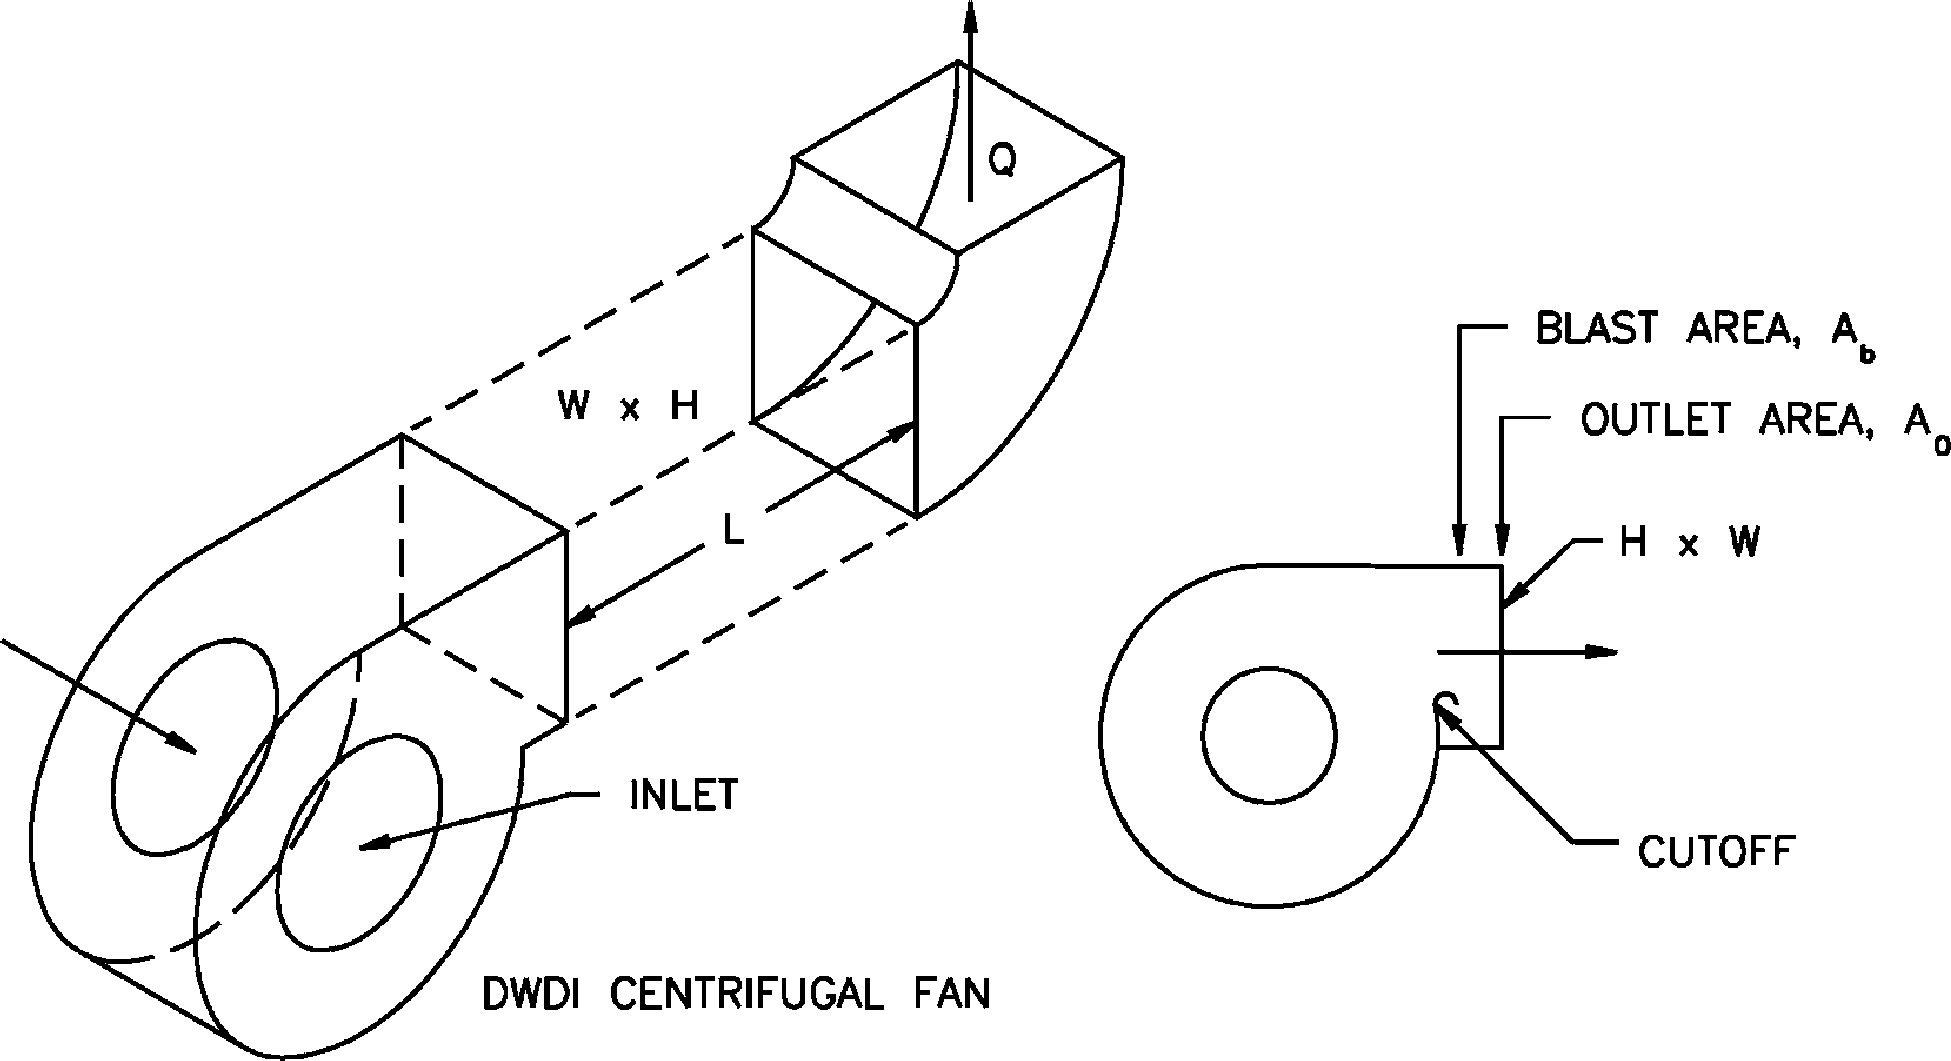 Q
BLAST AREA, Ab
W x H
OUTLET AREA, Ao
L
H x W
INLET
CUTOFF
DWDI CENTRIFUGAL FAN